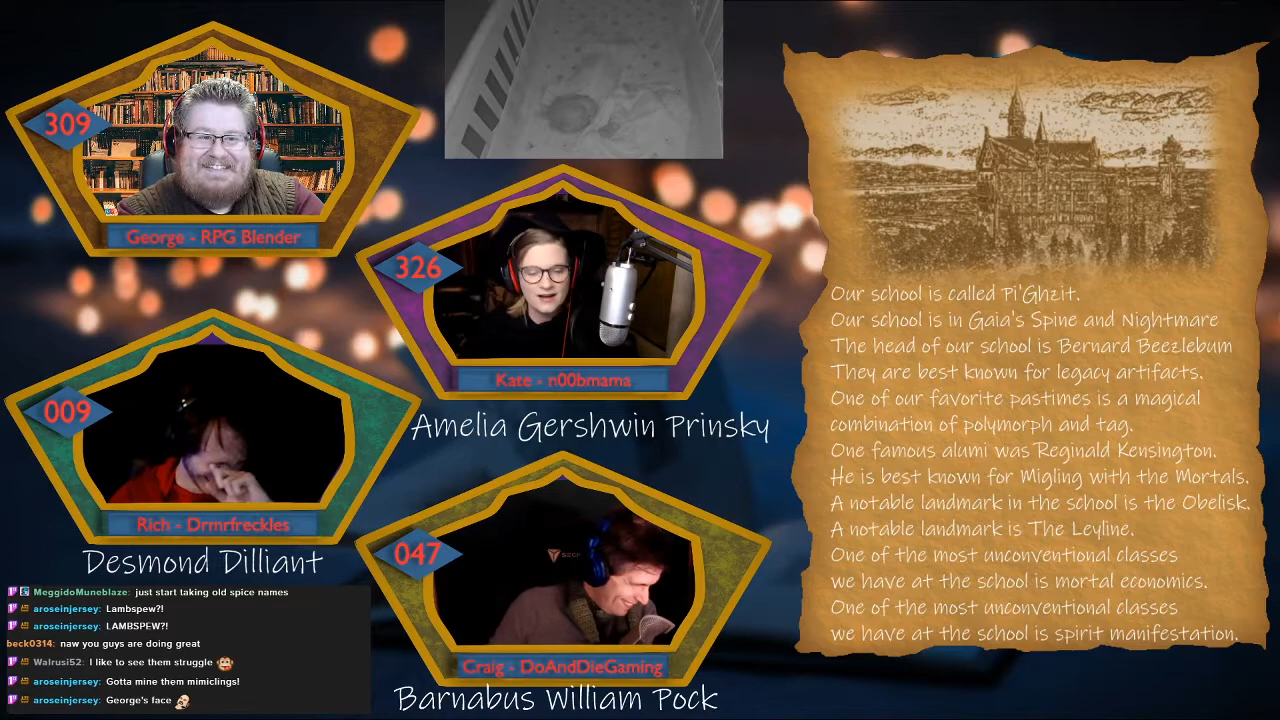 309
George - RPG Blender
326
Kate - n00bmama
Amelia Gershwin Prinsky
009
Rich - Drmrfreckles
Desmond Dilliant
047
Craig - DoAndDieGaming
Barnabus William Pock
MeggidoMuneblaze: just start taking old spice names
aroseinjersey: Lambspew?!
aroseinjersey: LAMBSPEW?!
beck0314: naw you guys are doing great
Walrusi52: I like to see them struggle
aroseinjersey: Gotta mine them mimiclings!
aroseinjersey: George's face
Our school is called Pi'Ghzit.
Our school is in Gaia's Spine and Nightmare
The head of our school is Bernard Beezlebum
They are best known for legacy artifacts.
One of our favorite pastimes is a magical
combination of polymorph and tag.
One famous alumi was Reginald Kensington.
He is best known for Migling with the Mortals.
A notable landmark in the school is the Obelisk.
A notable landmark is The Leyline.
One of the most unconventional classes
we have at the school is mortal economics.
One of the most unconventional classes
we have at the school is spirit manifestation.